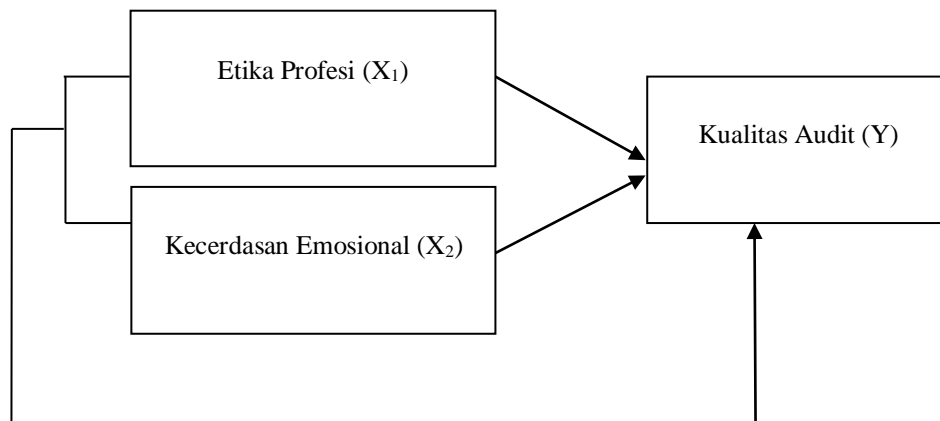 Etika Profesi (X₁)
Kualitas Audit (Y)
Kecerdasan Emosional (X₂)